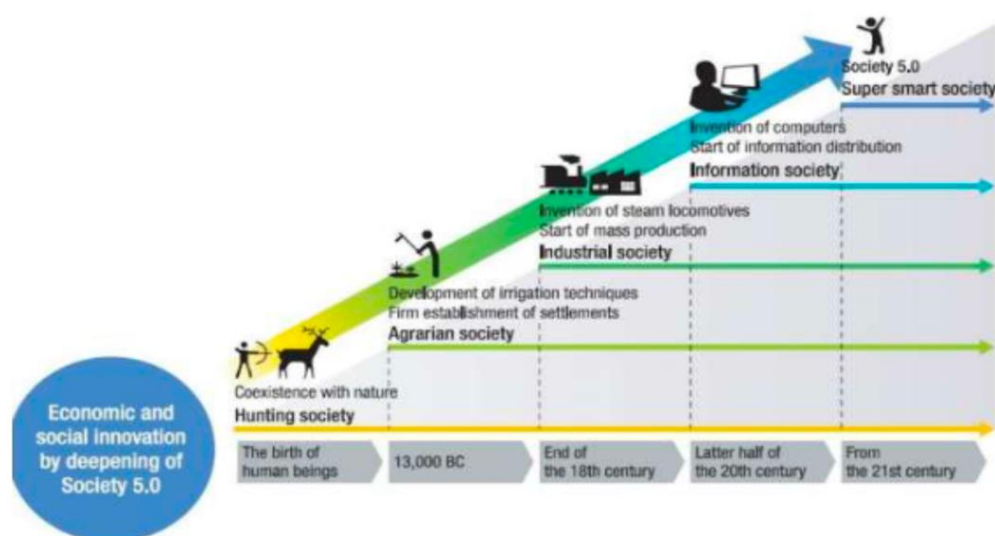 Society 5.0
Super smart society
Invention of computers
Start of information distribution
Information society
Invention of steam locomotives
Start of mass production
Industrial society
Development of irrigation techniques
Firm establishment of settlements
Agrarian society
Coexistence with nature
Hunting society
Economic and
social innovation
by deepening of
Society 5.0
The birth of
human beings
13,000 BC
End of
the 18th century
Latter half of
the 20th century
From
the 21st century